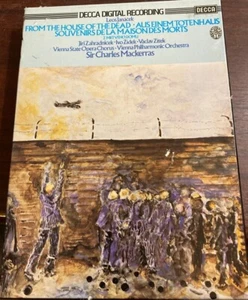 DECCA DIGITAL RECORDING
DECCA
Leoš Janáček
FROM THE HOUSE OF THE DEAD · AUS EINEM TOTENHAUS
SOUVENIRS DE LA MAISON DES MORTS
Jiří Zahradníček · Ivo Žídek · Václav Zítek
Vienna State Opera Chorus · Vienna Philharmonic Orchestra
Sir Charles Mackerras